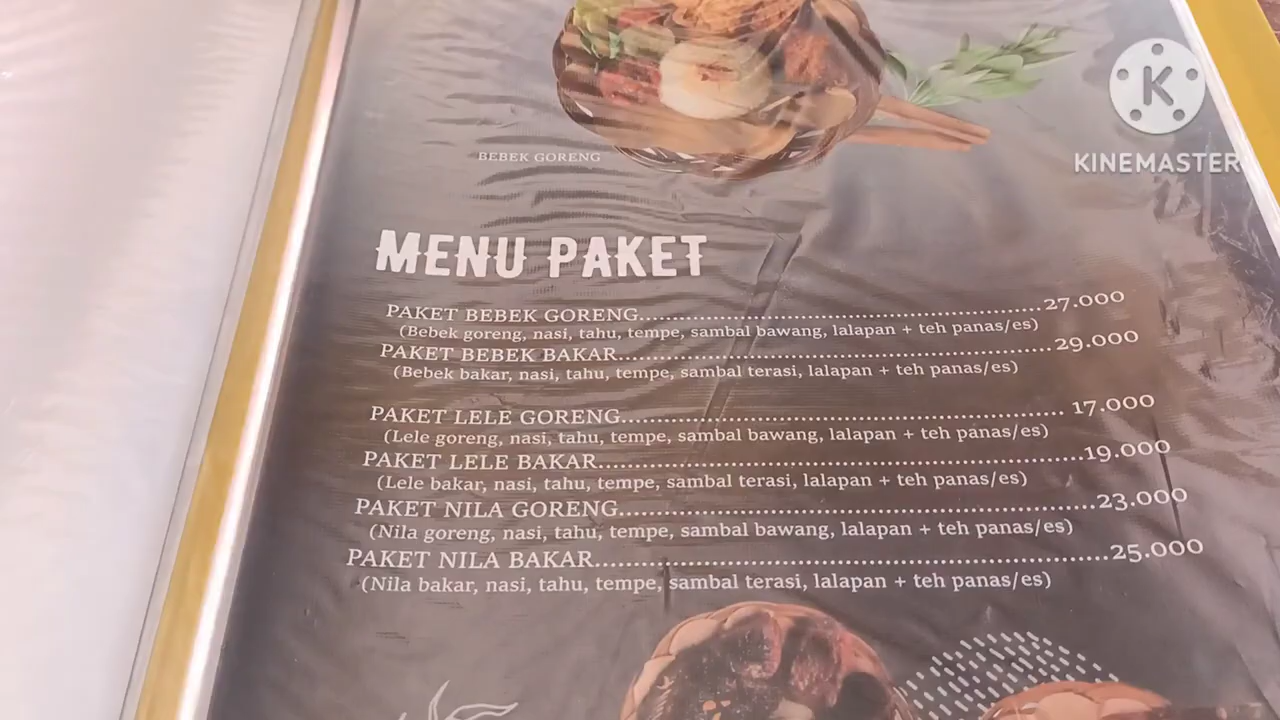 K
KINEMASTER
BEBEK GORENG
MENU PAKET
PAKET BEBEK GORENG......................................................27.000
(Bebek goreng, nasi, tahu, tempe, sambal bawang, lalapan + teh panas/es)
PAKET BEBEK BAKAR..........................................................29.000
(Bebek bakar, nasi, tahu, tempe, sambal terasi, lalapan + teh panas/es)
PAKET LELE GORENG........................................................... 17.000
(Lele goreng, nasi, tahu, tempe, sambal bawang, lalapan + teh panas/es)
PAKET LELE BAKAR................................................................19.000
(Lele bakar, nasi, tahu, tempe, sambal terasi, lalapan + teh panas/es)
PAKET NILA GORENG..............................................................23.000
(Nila goreng, nasi, tahu, tempe, sambal bawang, lalapan + teh panas/es)
PAKET NILA BAKAR..................................................................25.000
(Nila bakar, nasi, tahu, tempe, sambal terasi, lalapan + teh panas/es)